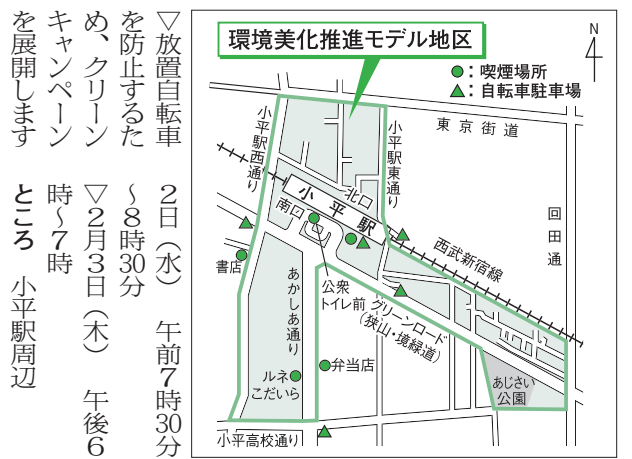 ▽放置自転車
を防止するた
め、クリーン
キャンペーン
を展開します
2日（水） 午前7時30分
～8時30分
▽2月3日（木） 午後6
時～7時
ところ 小平駅周辺
環境美化推進モデル地区
N
●：喫煙場所
▲：自転車駐車場
東京街道
小平駅西通り
小平駅東通り
北口
小平駅
南口
回田通
西武新宿線
書店
公衆
トイレ前
グリーンロード
（狭山・境緑道）
あかしあ通り
弁当店
ルネ
こだいら
あじさい
公園
小平高校通り